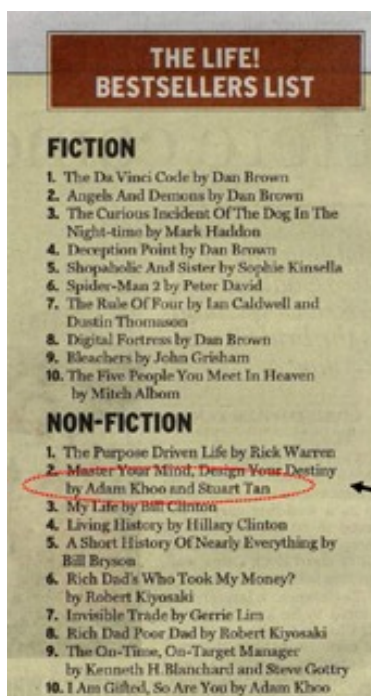 THE LIFE!
BESTSELLERS LIST
FICTION
1. The Da Vinci Code by Dan Brown
2. Angels And Demons by Dan Brown
3. The Curious Incident Of The Dog In The
Night-time by Mark Haddon
4. Deception Point by Dan Brown
5. Shopaholic And Sister by Sophie Kinsella
6. Spider-Man 2 by Peter David
7. The Rule Of Four by Ian Caldwell and
Dustin Thomason
8. Digital Fortress by Dan Brown
9. Bleachers by John Grisham
10. The Five People You Meet In Heaven
by Mitch Albom
NON-FICTION
1. The Purpose Driven Life by Rick Warren
2. Master Your Mind, Design Your Destiny
by Adam Khoo and Stuart Tan
3. My Life by Bill Clinton
4. Living History by Hillary Clinton
5. A Short History Of Nearly Everything by
Bill Bryson
6. Rich Dad's Who Took My Money?
by Robert Kiyosaki
7. Invisible Trade by Gerrie Lim
8. Rich Dad Poor Dad by Robert Kiyosaki
9. The On-Time, On-Target Manager
by Kenneth H.Blanchard and Steve Gottry
10. I Am Gifted, So Are You by Adam Khoo